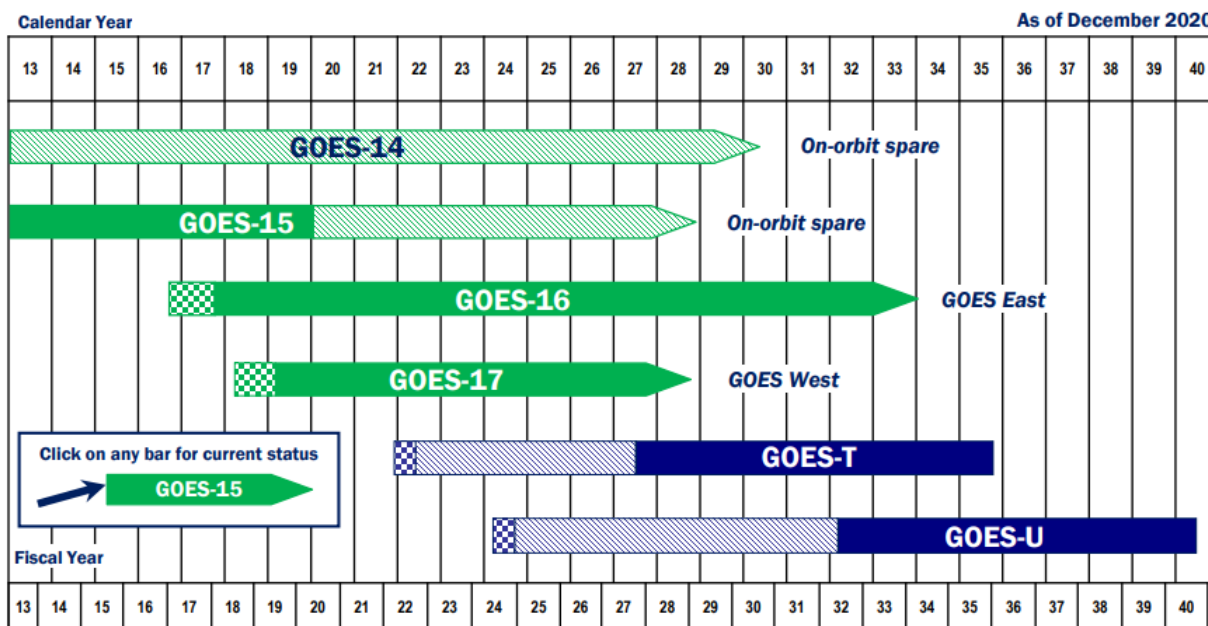 Calendar Year As of December 2020
13 14 15 16 17 18 19 20 21 22 23 24 25 26 27 28 29 30 31 32 33 34 35 36 37 38 39 40
GOES-14 On-orbit spare
GOES-15 On-orbit spare
GOES-16 GOES East
GOES-17 GOES West
Click on any bar for current status
GOES-15
GOES-T
GOES-U
Fiscal Year
13 14 15 16 17 18 19 20 21 22 23 24 25 26 27 28 29 30 31 32 33 34 35 36 37 38 39 40